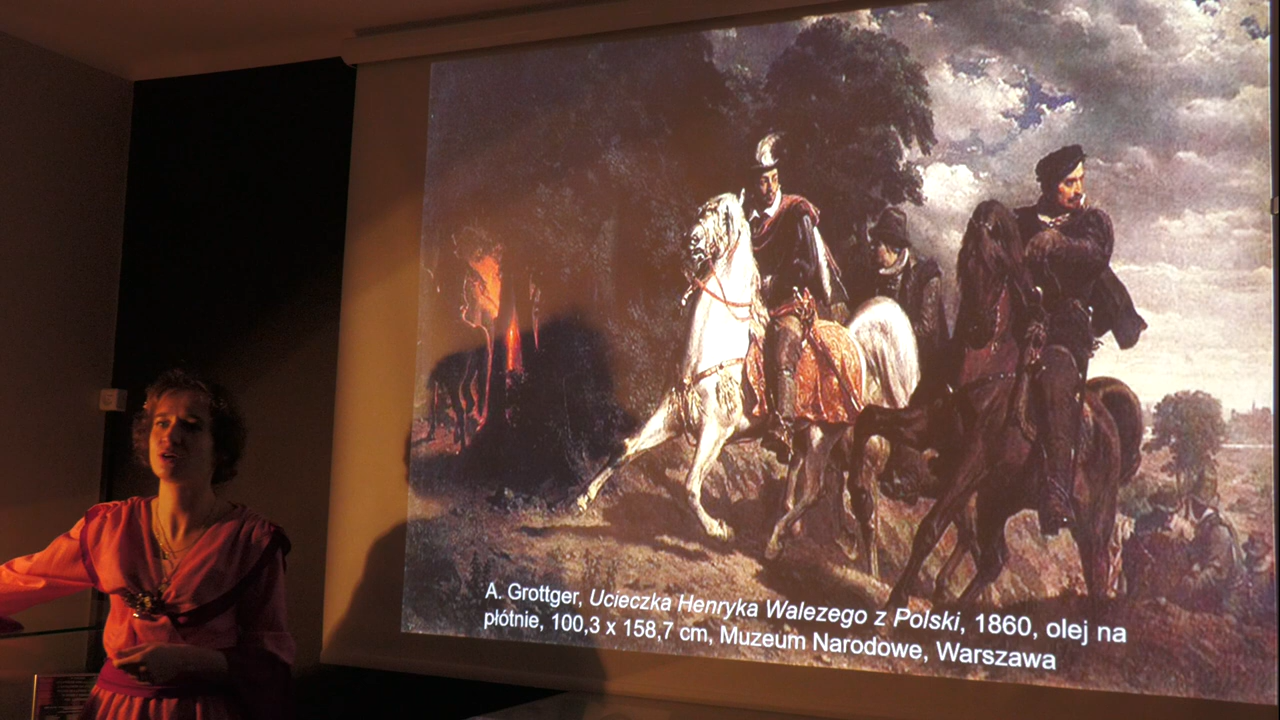 A. Grottger, Ucieczka Henryka Walezego z Polski, 1860, olej na
płótnie, 100,3 x 158,7 cm, Muzeum Narodowe, Warszawa